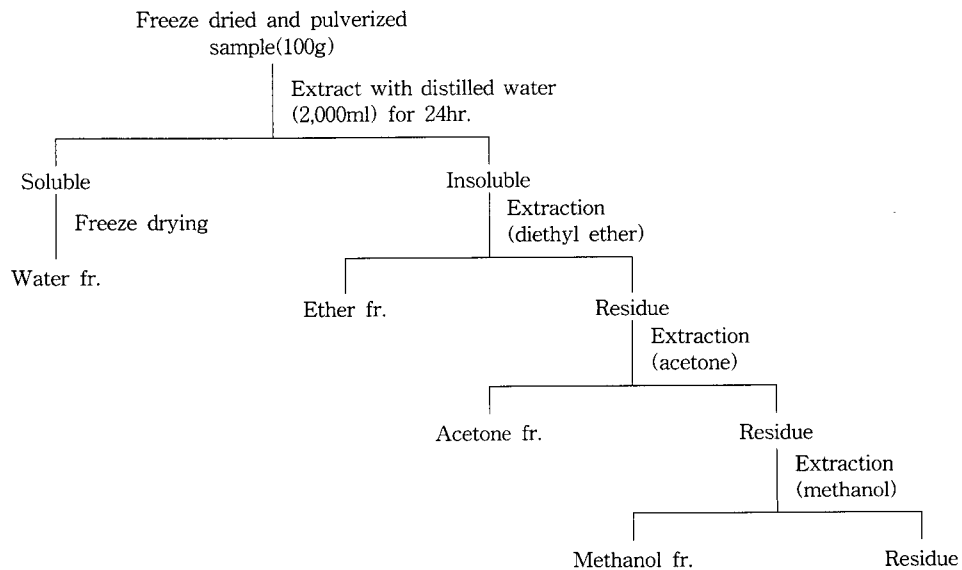 Freeze dried and pulverized
sample(100g)
Extract with distilled water
(2,000ml) for 24hr.
Soluble
Insoluble
Freeze drying
Extraction
(diethyl ether)
Water fr.
Ether fr.
Residue
Extraction
(acetone)
Acetone fr.
Residue
Extraction
(methanol)
Methanol fr.
Residue